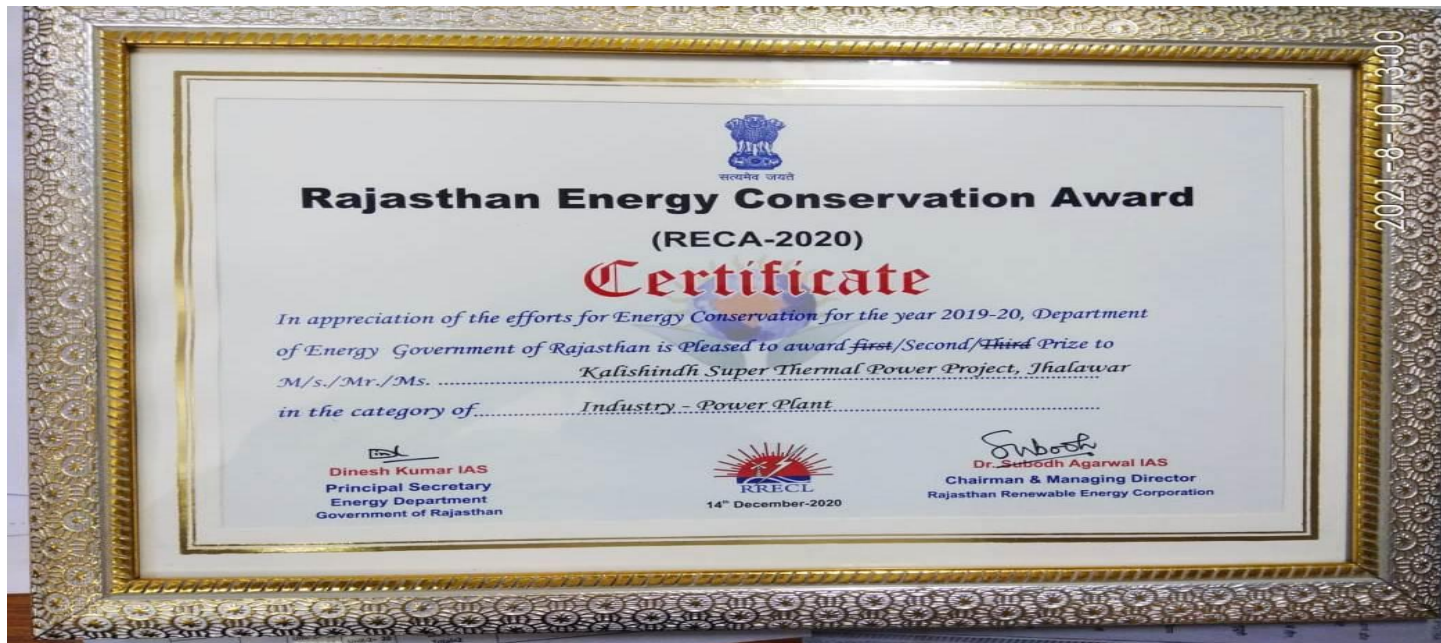 सत्यमेव जयते
Rajasthan Energy Conservation Award
(RECA-2020)
Certificate
In appreciation of the efforts for Energy Conservation for the year 2019-20, Department
of Energy Government of Rajasthan is Pleased to award first/Second/Third Prize to
M/s./Mr./Ms. Kalishindh Super Thermal Power Project, Jhalawar
in the category of Industry - Power Plant
Dinesh Kumar IAS
Principal Secretary
Energy Department
Government of Rajasthan
RRECL
14th December-2020
Subodh
Dr. Subodh Agarwal IAS
Chairman & Managing Director
Rajasthan Renewable Energy Corporation
2021-8-10 13:00